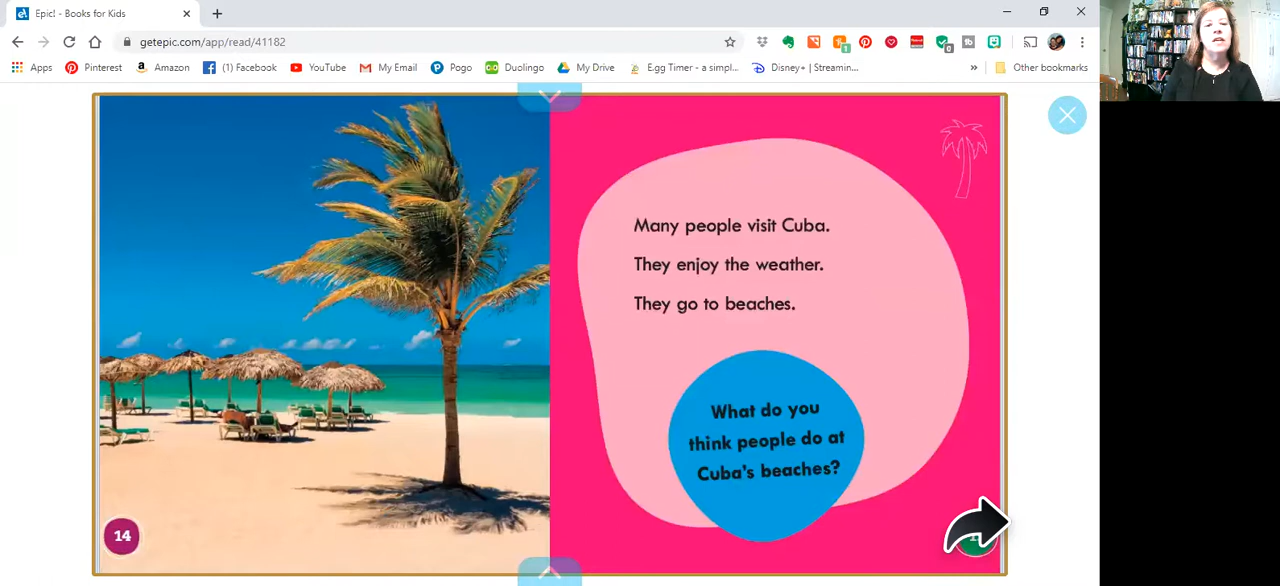 Epic! - Books for Kids
getepic.com/app/read/41182
Apps Pinterest Amazon (1) Facebook YouTube My Email Pogo Duolingo My Drive E.gg Timer - a simpl... Disney+ | Streamin... » Other bookmarks
Many people visit Cuba.
They enjoy the weather.
They go to beaches.
What do you
think people do at
Cuba's beaches?
14